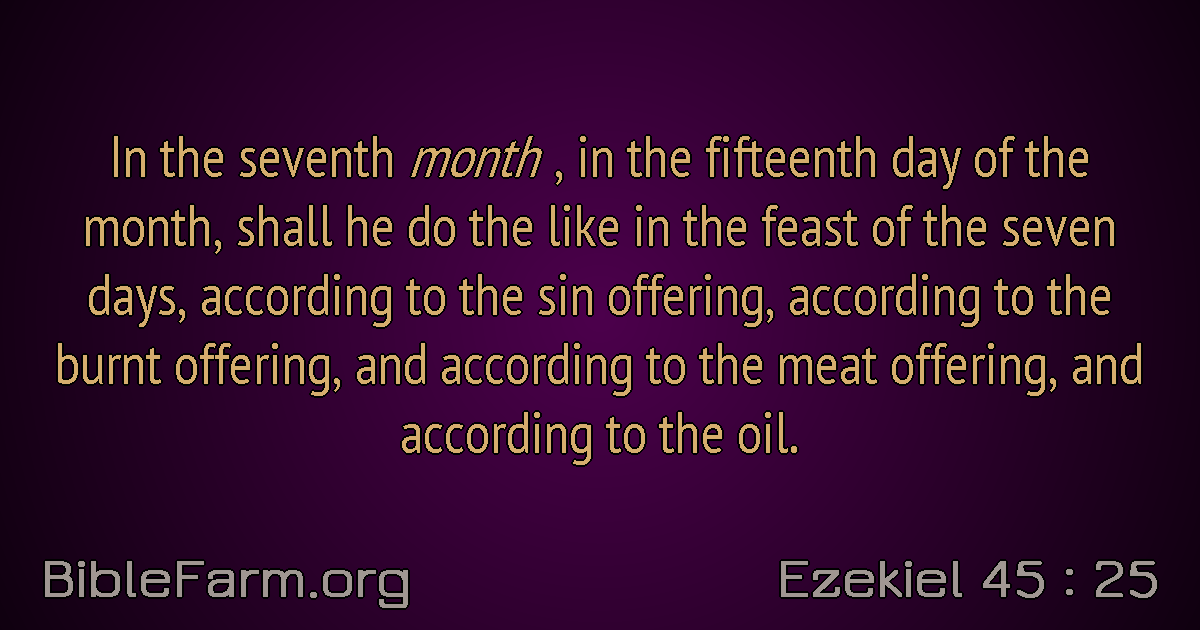 In the seventh month , in the fifteenth day of the
month, shall he do the like in the feast of the seven
days, according to the sin offering, according to the
burnt offering, and according to the meat offering, and
according to the oil.
BibleFarm.org
Ezekiel 45 : 25